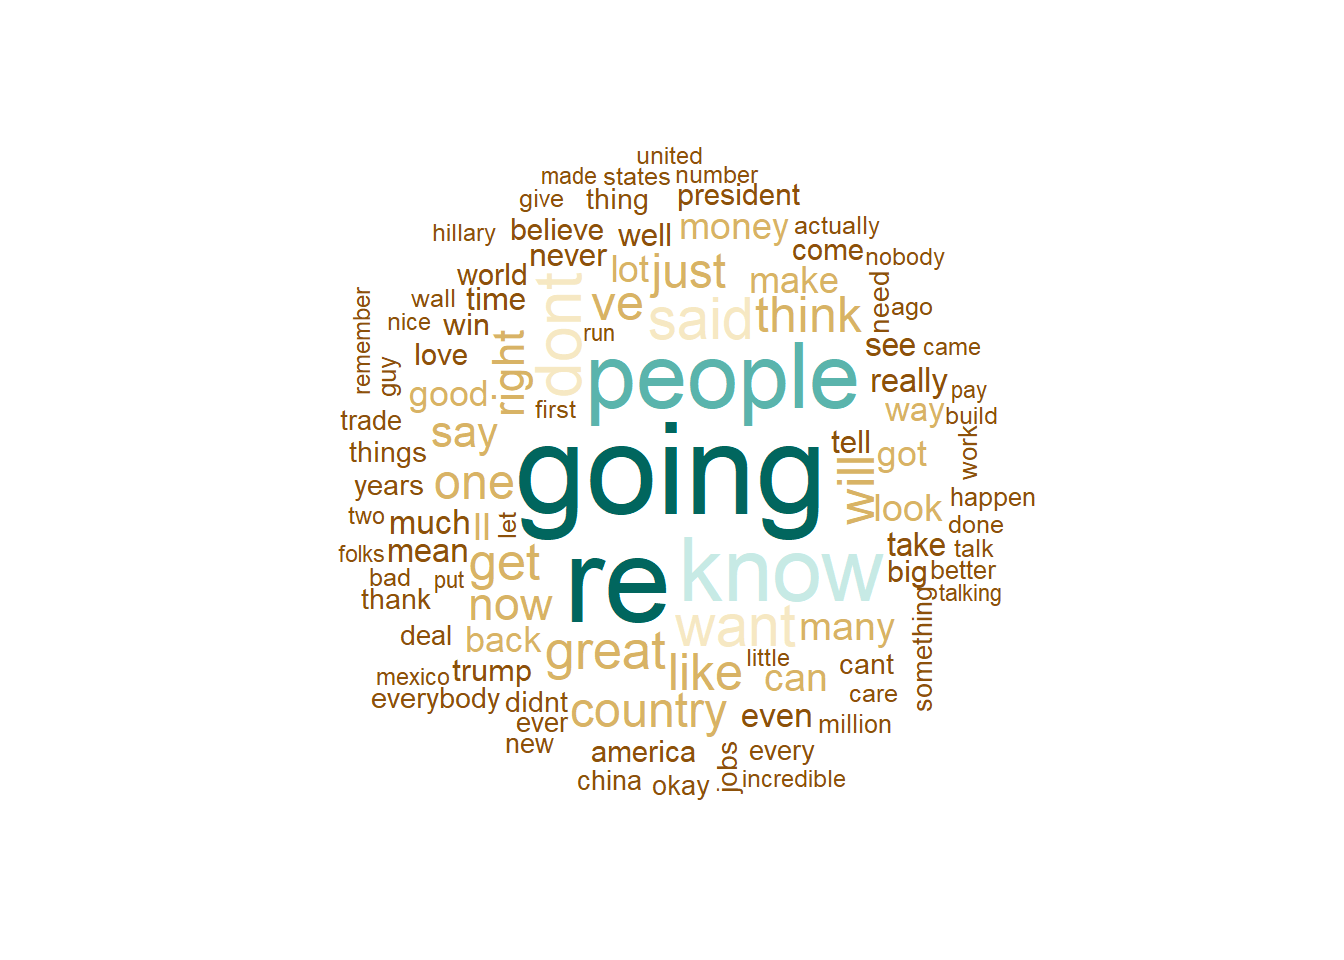 united
made states number
give thing president
hillary believe well money actually
never come nobody
world lot just make need
wall time dont ve said think ago
remember nice win run
guy love right people see came
good really pay
trade first way build
things say tell work
years one going will got
two much ll let look happen
done
folks mean get re know take talk
bad put big better
thank now talking
deal back great want many something
mexico trump like little can cant
everybody didnt country care
ever even million
new america jobs every
china okay incredible